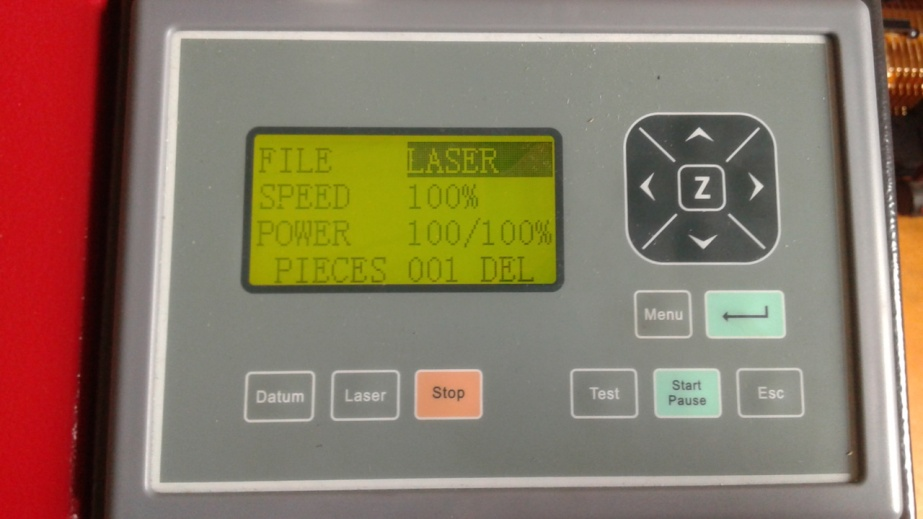 FILE LASER
SPEED 100%
POWER 100/100%
PIECES 001 DEL
Z
Menu
Datum Laser Stop Test Start Pause Esc